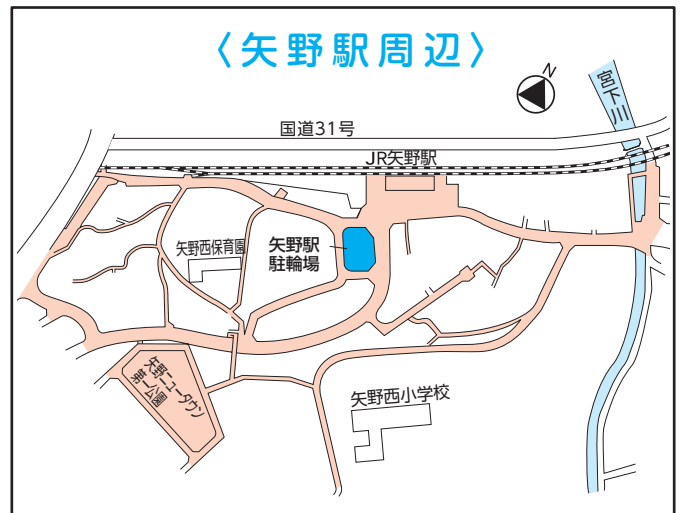 〈矢野駅周辺〉
N
宮下川
国道31号
JR矢野駅
矢野西保育園
矢野駅
駐輪場
矢野ニュータウン
第一公園
矢野西小学校